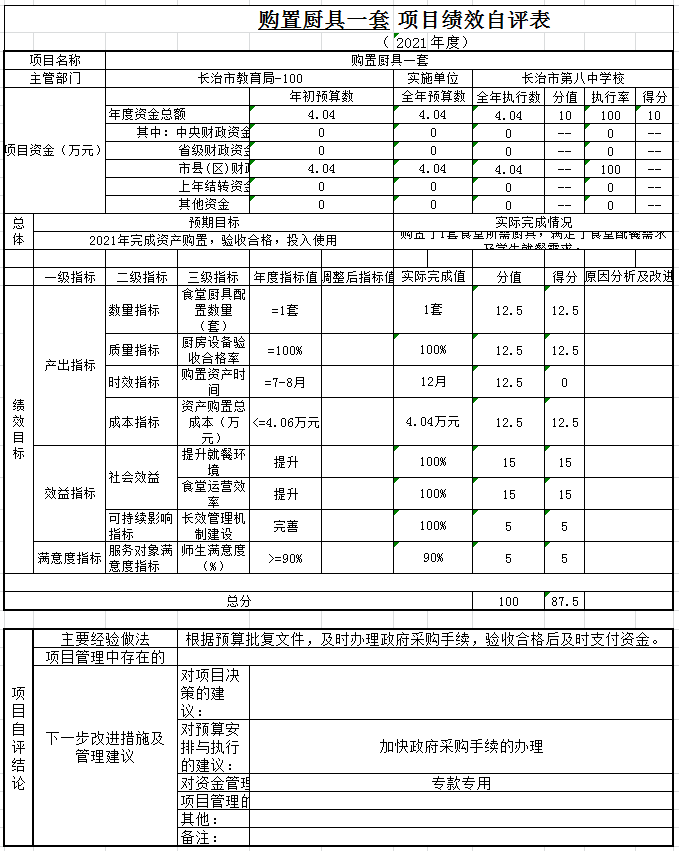 购置厨具一套 项目绩效自评表
（ 2021年度）
项目名称 购置厨具一套
主管部门 长治市教育局-100 实施单位 长治市第八中学校
项目资金（万元） 年初预算数 全年预算数 全年执行数 分值 执行率 得分
年度资金总额 4.04 4.04 4.04 10 100 10
其中：中央财政资金 0 0 0 -- 0 --
省级财政资金 0 0 0 -- 0 --
市县(区)财政 4.04 4.04 4.04 -- 100 --
上年结转资金 0 0 0 -- 0 --
其他资金 0 0 0 -- 0 --
总体 预期目标 实际完成情况
2021年完成资产购置，验收合格，投入使用 购置了1套食堂所需厨具，满足了食堂配餐需求
及学生就餐需求。
绩效目标 一级指标 二级指标 三级指标 年度指标值 调整后指标值 实际完成值 分值 得分 原因分析及改进
产出指标 数量指标 食堂厨具配置数量（套） =1套 1套 12.5 12.5
质量指标 厨房设备验收合格率 =100% 100% 12.5 12.5
时效指标 购置资产时间 =7-8月 12月 12.5 0
成本指标 资产购置总成本（万元） <=4.06万元 4.04万元 12.5 12.5
效益指标 社会效益 提升就餐环境 提升 100% 15 15
食堂运营效率 提升 100% 15 15
可持续影响指标 长效管理机制建设 完善 100% 5 5
满意度指标 服务对象满意度指标 师生满意度（%） >=90% 90% 5 5
总分 100 87.5
项目自评结论 主要经验做法 根据预算批复文件，及时办理政府采购手续，验收合格后及时支付资金。
项目管理中存在的
下一步改进措施及管理建议 对项目决策的建议：
对预算安排与执行的建议： 加快政府采购手续的办理
对资金管理 专款专用
项目管理的
其他：
备注：